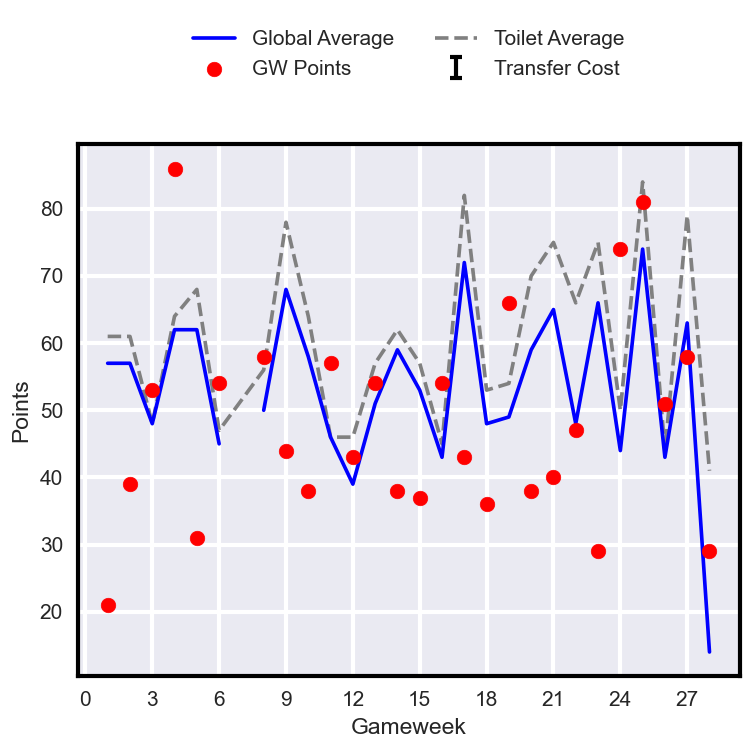 Global Average
Toilet Average
GW Points
Transfer Cost
80
70
60
50
40
30
20
Points
0 3 6 9 12 15 18 21 24 27
Gameweek